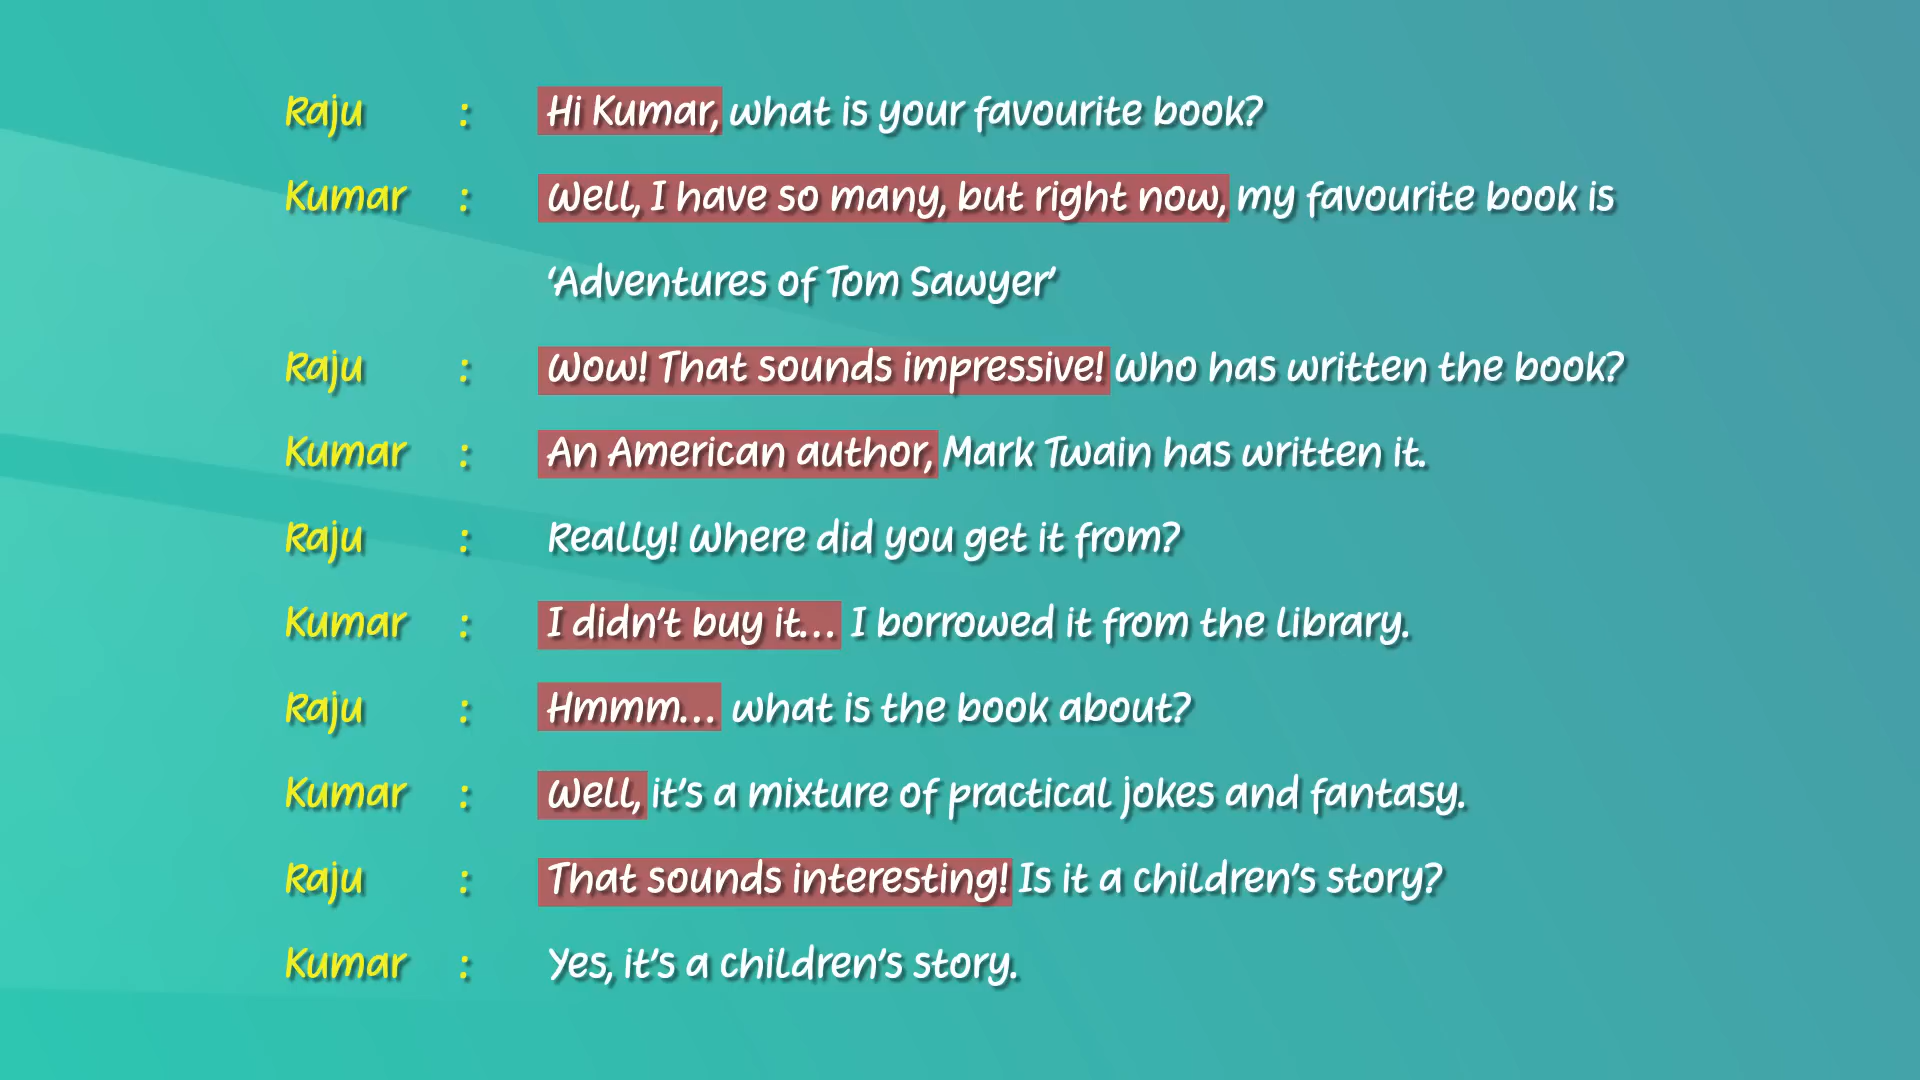 Raju : Hi Kumar, what is your favourite book?
Kumar : Well, I have so many, but right now, my favourite book is
‘Adventures of Tom Sawyer’
Raju : Wow! That sounds impressive! Who has written the book?
Kumar : An American author, Mark Twain has written it.
Raju : Really! Where did you get it from?
Kumar : I didn’t buy it... I borrowed it from the library.
Raju : Hmmm... what is the book about?
Kumar : Well, it’s a mixture of practical jokes and fantasy.
Raju : That sounds interesting! Is it a children’s story?
Kumar : Yes, it’s a children’s story.